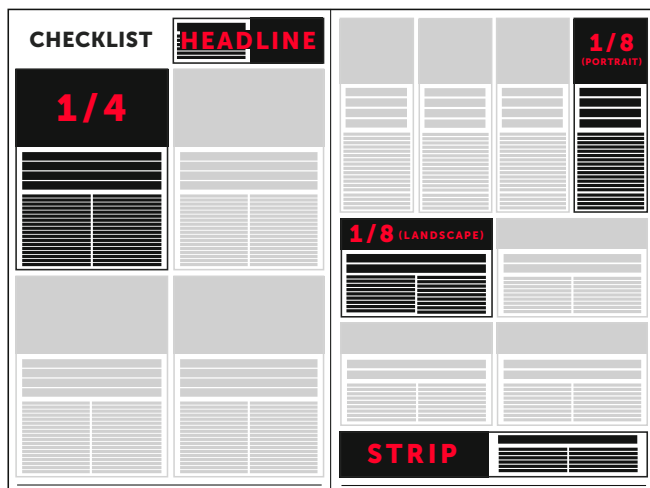 CHECKLIST
HEADLINE
1/4
1/8
(PORTRAIT)
1/8 (LANDSCAPE)
STRIP